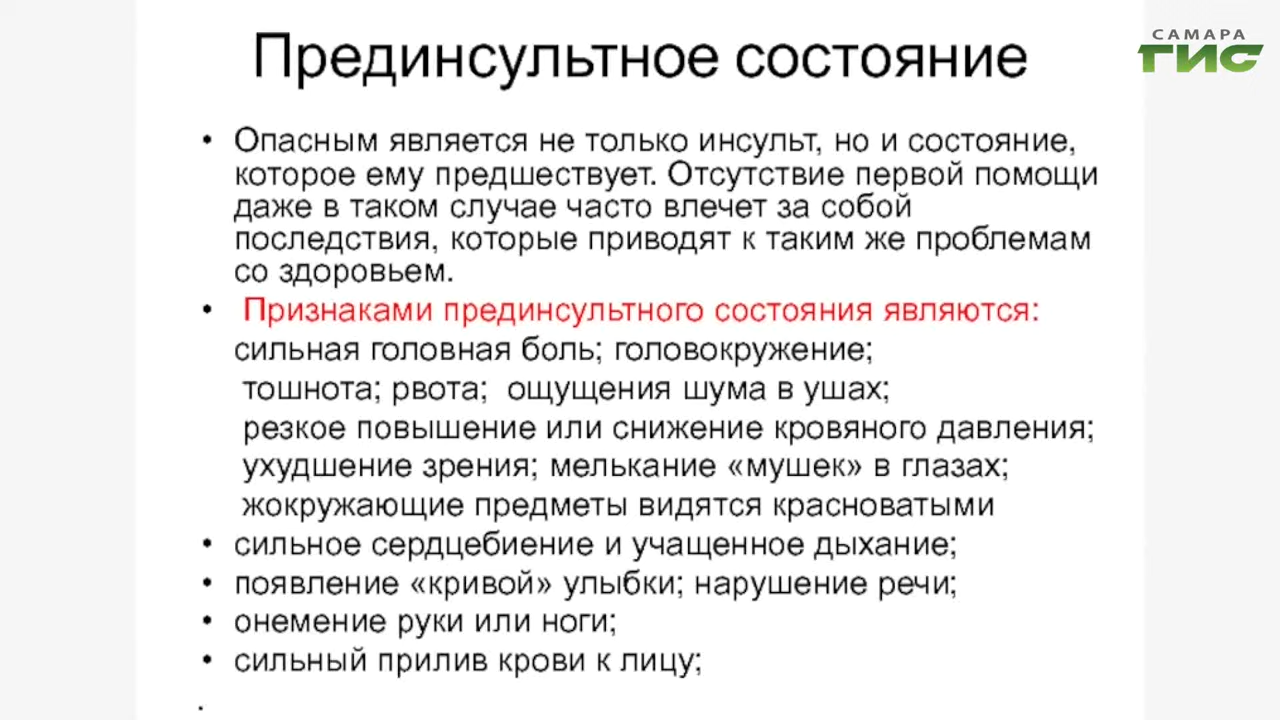 Прединсультное состояние
САМАРА
ГИС
• Опасным является не только инсульт, но и состояние,
которое ему предшествует. Отсутствие первой помощи
даже в таком случае часто влечет за собой
последствия, которые приводят к таким же проблемам
со здоровьем.
• Признаками прединсультного состояния являются:
сильная головная боль; головокружение;
тошнота; рвота; ощущения шума в ушах;
резкое повышение или снижение кровяного давления;
ухудшение зрения; мелькание «мушек» в глазах;
жокружающие предметы видятся красноватыми
• сильное сердцебиение и учащенное дыхание;
• появление «кривой» улыбки; нарушение речи;
• онемение руки или ноги;
• сильный прилив крови к лицу;
.